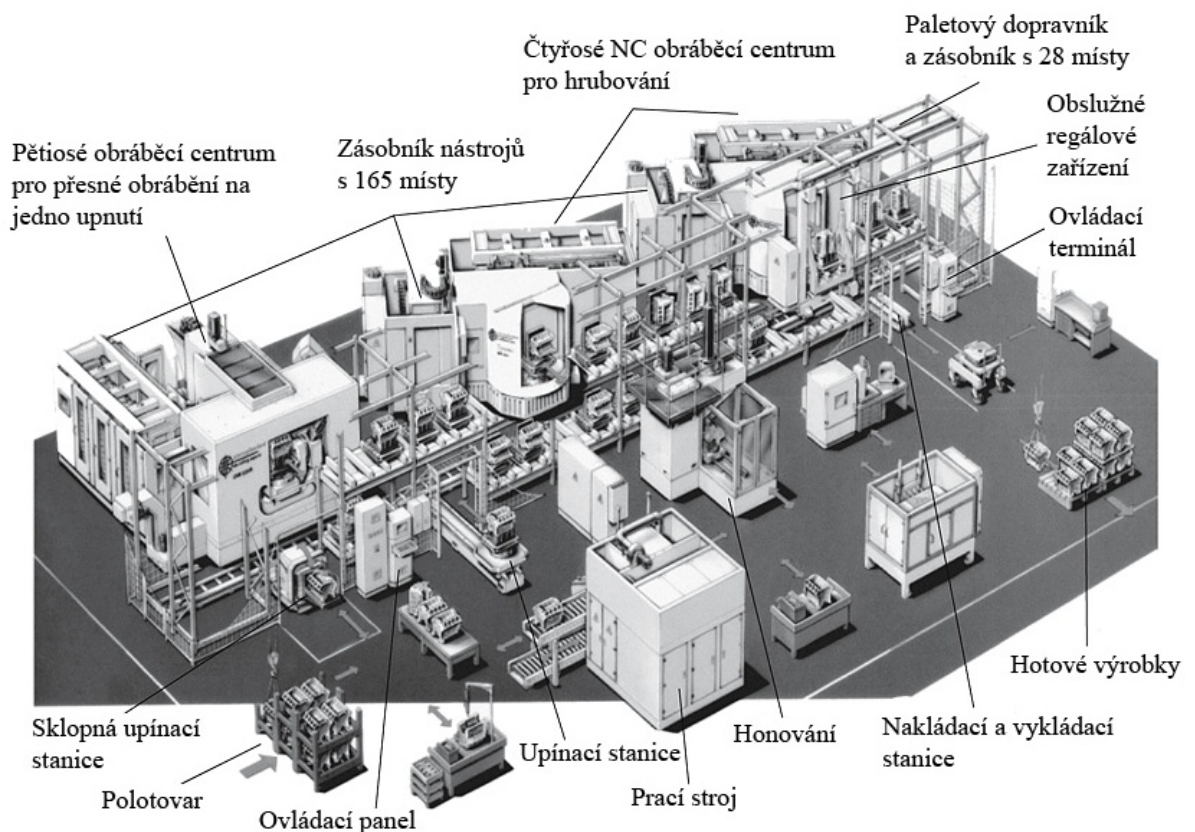 Čtyřosé NC obráběcí centrum
pro hrubování
Paletový dopravník
a zásobník s 28 místy
Obslužné
regálové
zařízení
Ovládací
terminál
Pětiosé obráběcí centrum
pro přesné obrábění na
jedno upnutí
Zásobník nástrojů
s 165 místy
Hotové výrobky
Nakládací a vykládací
stanice
Honování
Prací stroj
Upínací stanice
Sklopná upínací
stanice
Polotovar
Ovládací panel